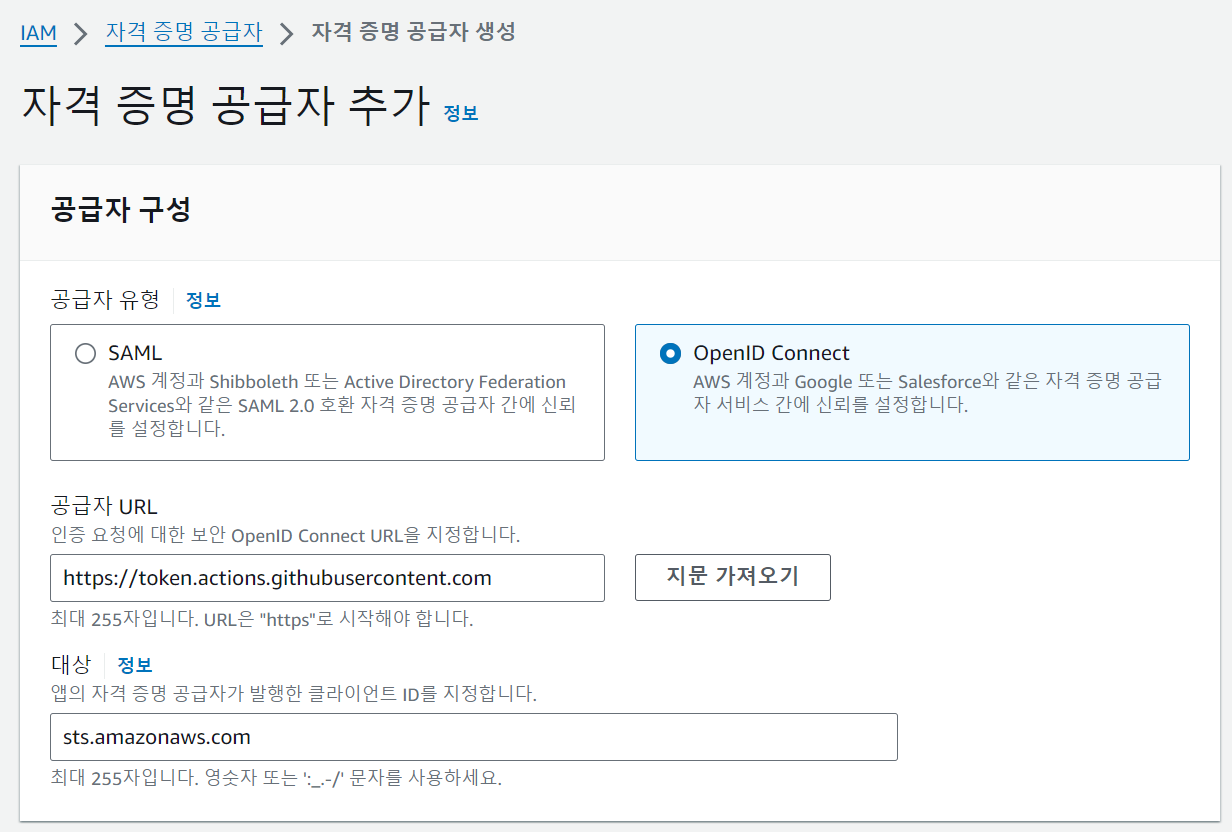 IAM > 자격 증명 공급자 > 자격 증명 공급자 생성
자격 증명 공급자 추가 정보
공급자 구성
공급자 유형 정보
SAML
AWS 계정과 Shibboleth 또는 Active Directory Federation
Services와 같은 SAML 2.0 호환 자격 증명 공급자 간에 신뢰
를 설정합니다.
OpenID Connect
AWS 계정과 Google 또는 Salesforce와 같은 자격 증명 공급
자 서비스 간에 신뢰를 설정합니다.
공급자 URL
인증 요청에 대한 보안 OpenID Connect URL을 지정합니다.
https://token.actions.githubusercontent.com
지문 가져오기
최대 255자입니다. URL은 "https"로 시작해야 합니다.
대상 정보
앱의 자격 증명 공급자가 발행한 클라이언트 ID를 지정합니다.
sts.amazonaws.com
최대 255자입니다. 영숫자 또는 ':_.-/' 문자를 사용하세요.